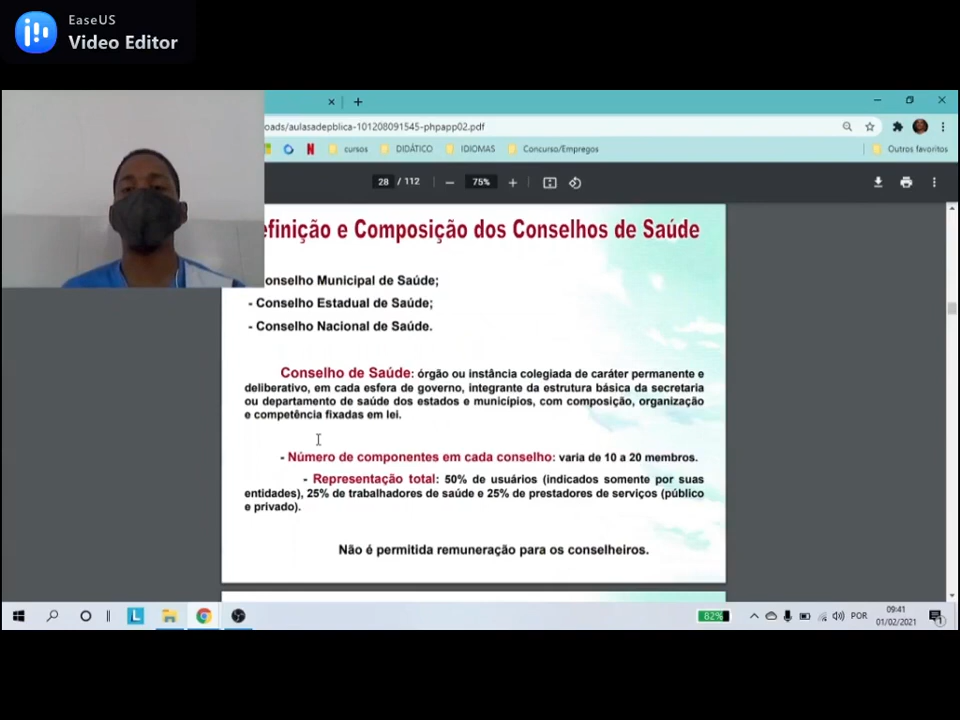 EaseUS
Video Editor
oads/aulasadepblica-101208091545-phpapp02.pdf
cursos DIDÁTICO IDIOMAS Concurso/Empregos Outros favoritos
28 / 112 75%
efinição e Composição dos Conselhos de Saúde
onselho Municipal de Saúde;
- Conselho Estadual de Saúde;
- Conselho Nacional de Saúde.
Conselho de Saúde: órgão ou instância colegiada de caráter permanente e
deliberativo, em cada esfera de governo, integrante da estrutura básica da secretaria
ou departamento de saúde dos estados e municípios, com composição, organização
e competência fixadas em lei.
- Número de componentes em cada conselho: varia de 10 a 20 membros.
- Representação total: 50% de usuários (indicados somente por suas
entidades), 25% de trabalhadores de saúde e 25% de prestadores de serviços (público
e privado).
Não é permitida remuneração para os conselheiros.
82% POR 09:41
01/02/2021